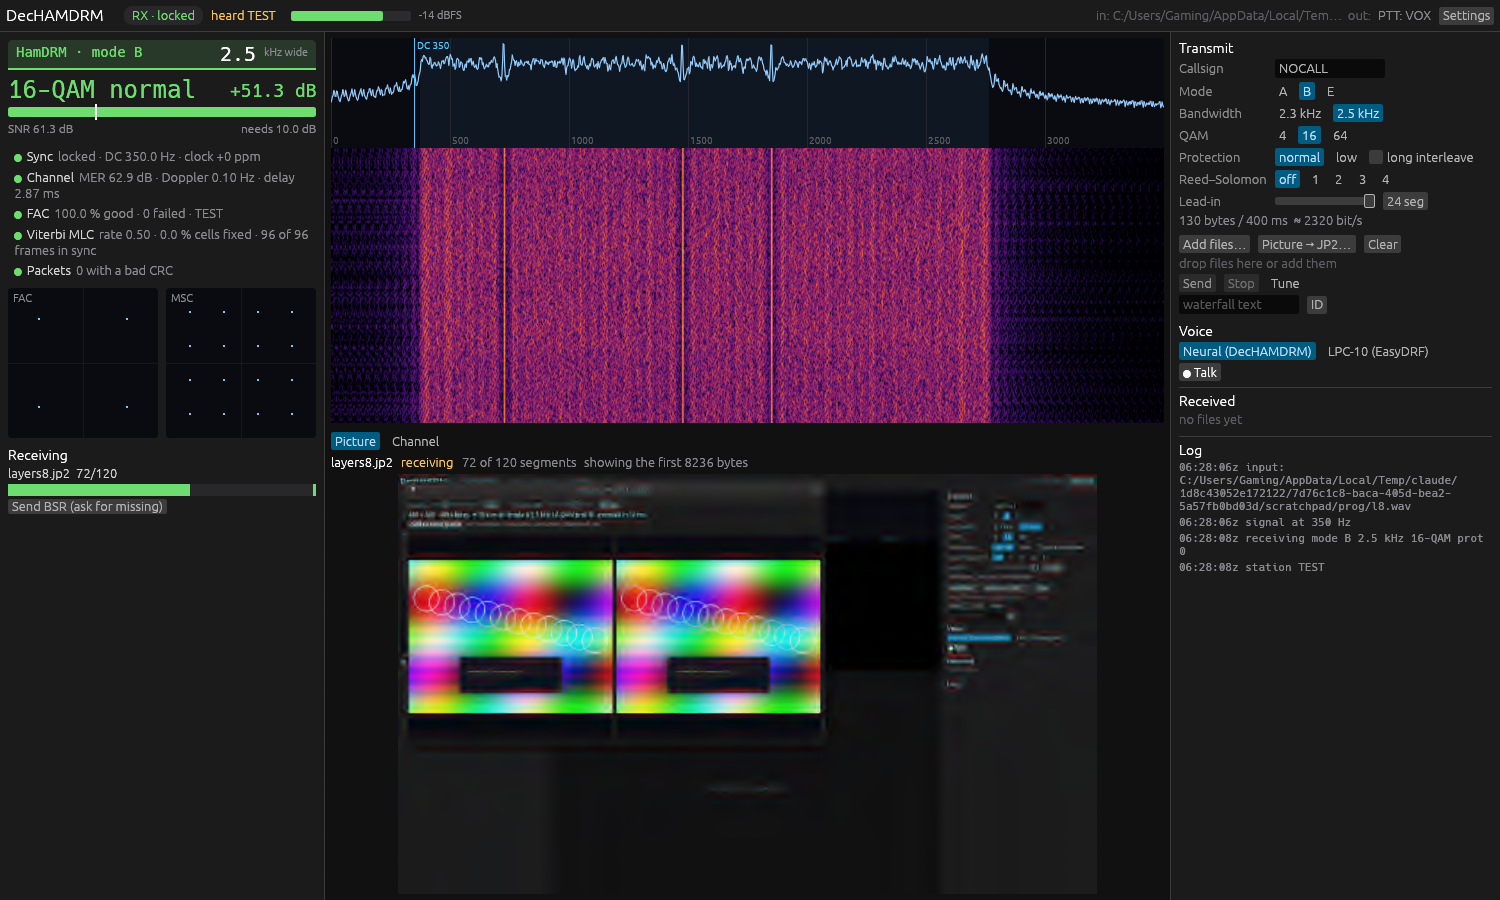 DecHAMDRM RX · locked heard TEST -14 dBFS in: C:/Users/Gaming/AppData/Local/Tem... out: PTT: VOX Settings
HamDRM · mode B 2.5 kHz wide
16-QAM normal +51.3 dB
SNR 61.3 dB needs 10.0 dB
Sync locked · DC 350.0 Hz · clock +0 ppm
Channel MER 62.9 dB · Doppler 0.10 Hz · delay
2.87 ms
FAC 100.0 % good · 0 failed · TEST
Viterbi MLC rate 0.50 · 0.0 % cells fixed · 96 of 96
frames in sync
Packets 0 with a bad CRC
FAC MSC
Receiving
layers8.jp2 72/120
Send BSR (ask for missing)
DC 350
0 500 1000 1500 2000 2500 3000
Picture Channel
layers8.jp2 receiving 72 of 120 segments showing the first 8236 bytes
Transmit
Callsign NOCALL
Mode A B E
Bandwidth 2.3 kHz 2.5 kHz
QAM 4 16 64
Protection normal low long interleave
Reed–Solomon off 1 2 3 4
Lead-in 24 seg
130 bytes / 400 ms ≈ 2320 bit/s
Add files... Picture → JP2... Clear
drop files here or add them
Send Stop Tune
waterfall text ID
Voice
Neural (DecHAMDRM) LPC-10 (EasyDRF)
Talk
Received
no files yet
Log
06:28:06z input:
C:/Users/Gaming/AppData/Local/Temp/claude/
1d8c43052e172122/7d76c1c8-baca-405d-bea2-
5a57fb0bd03d/scratchpad/prog/l8.wav
06:28:06z signal at 350 Hz
06:28:08z receiving mode B 2.5 kHz 16-QAM prot
0
06:28:08z station TEST